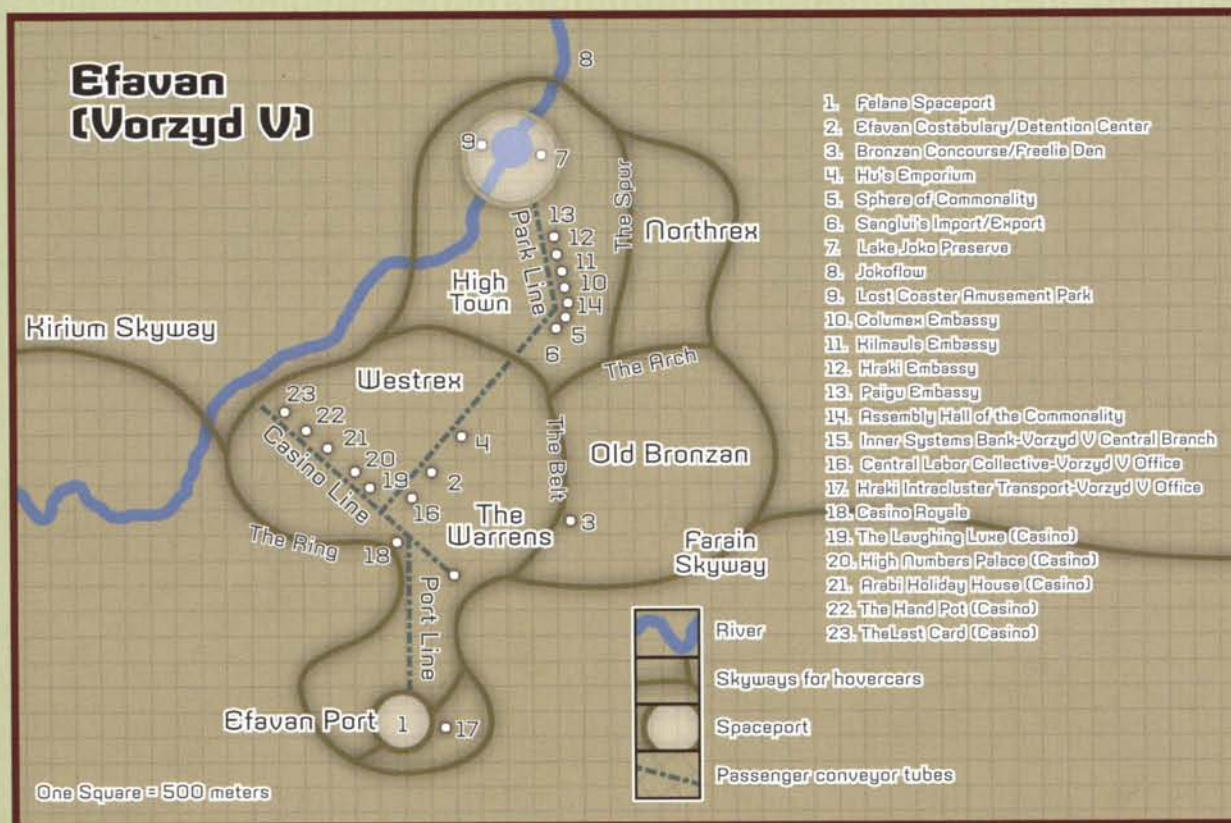 Efavan
(Vorzyd V)
8
9
7
13
12
11
10
14
5
6
Park Line
The Spur
Northrex
High
Town
Kirium Skyway
Westrex
The Arch
23
22
21
20
19
4
2
16
Casino Line
The Belt
Old Bronzan
The
Warrens
3
The Ring
18
Farain
Skyway
Port Line
Efavan Port
1
17
One Square = 500 meters
1. Felana Spaceport
2. Efavan Costabulary/Detention Center
3. Bronzan Concourse/Freelie Den
4. Hu's Emporium
5. Sphere of Commonality
6. Sanglui's Import/Export
7. Lake Joko Preserve
8. Jokoflow
9. Lost Coaster Amusement Park
10. Columex Embassy
11. Kilmauls Embassy
12. Hraki Embassy
13. Paigu Embassy
14. Assembly Hall of the Commonality
15. Inner Systems Bank-Vorzyd V Central Branch
16. Central Labor Collective-Vorzyd V Office
17. Hraki Intracluster Transport-Vorzyd V Office
18. Casino Royale
19. The Laughing Luxe (Casino)
20. High Numbers Palace (Casino)
21. Arabi Holiday House (Casino)
22. The Hand Pot (Casino)
23. TheLast Card (Casino)
River
Skyways for hovercars
Spaceport
Passenger conveyor tubes